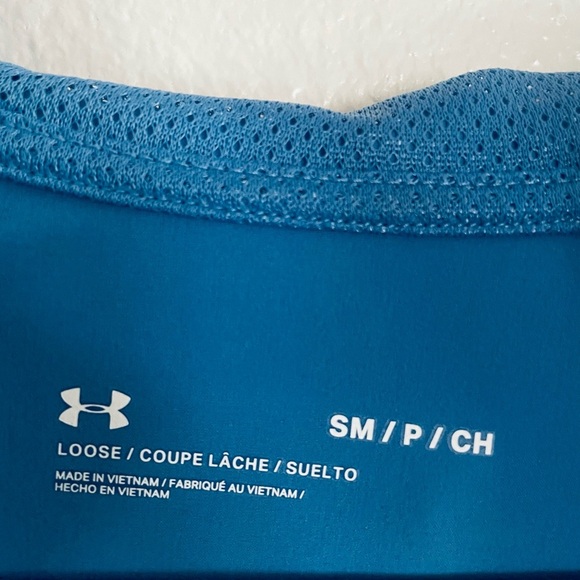 SM / P / CH
LOOSE / COUPE LÂCHE / SUELTO
MADE IN VIETNAM / FABRIQUÉ AU VIETNAM /
HECHO EN VIETNAM